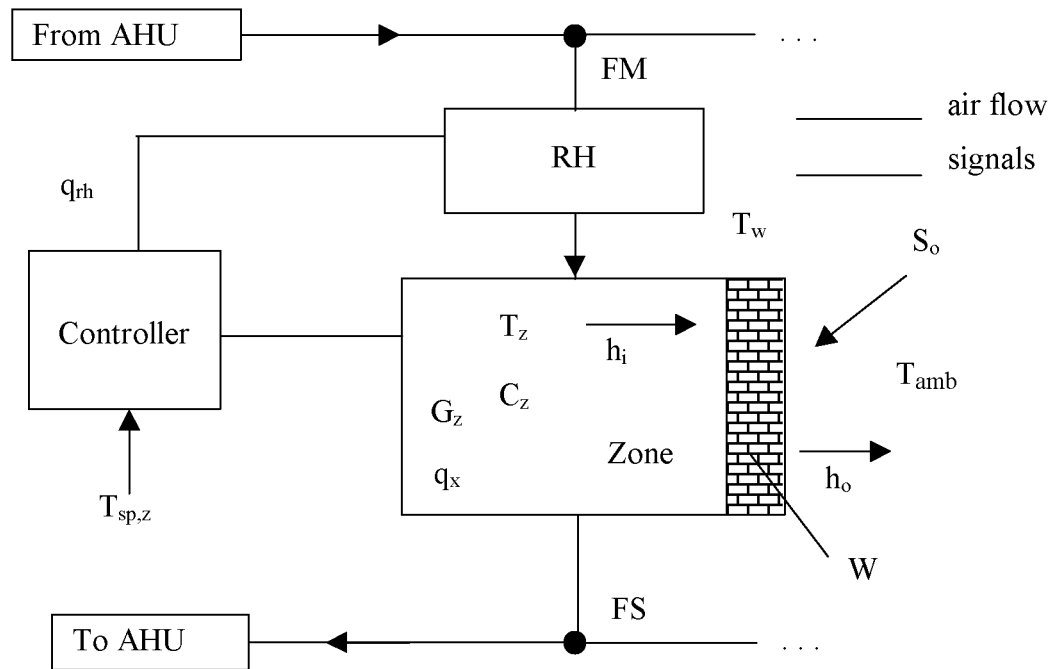 From AHU
. . .
FM
air flow
RH
signals
q_rh
T_w
S_o
Controller
T_z
h_i
T_amb
C_z
G_z
Zone
q_x
h_o
T_sp,z
W
FS
To AHU
. . .